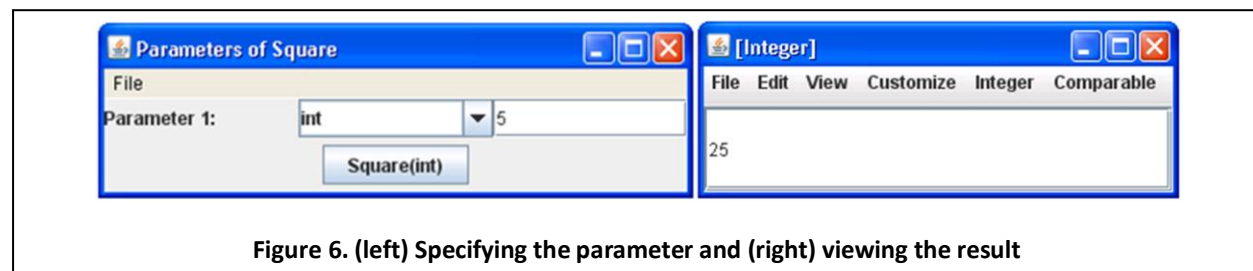 Parameters of Square
File
Parameter 1: int 5
Square(int)
[Integer]
File Edit View Customize Integer Comparable
25
Figure 6. (left) Specifying the parameter and (right) viewing the result